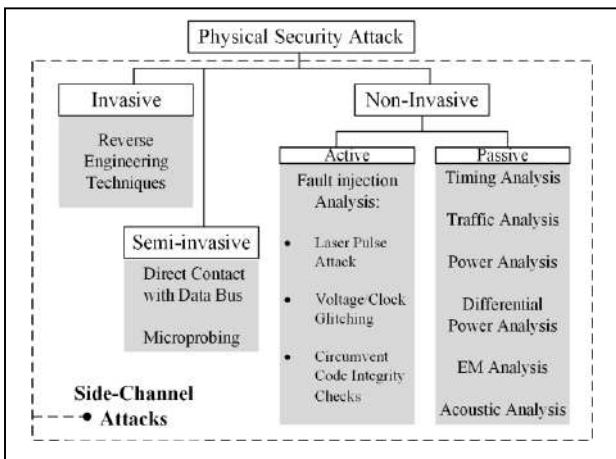 Physical Security Attack
Invasive
Reverse
Engineering
Techniques
Semi-invasive
Direct Contact
with Data Bus
Microprobing
Non-Invasive
Active
Fault injection
Analysis:
• Laser Pulse
Attack
• Voltage/Clock
Glitching
• Circumvent
Code Integrity
Checks
Passive
Timing Analysis
Traffic Analysis
Power Analysis
Differential
Power Analysis
EM Analysis
Acoustic Analysis
Side-Channel
Attacks